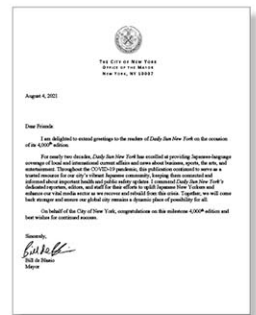 THE CITY OF NEW YORK
OFFICE OF THE MAYOR
NEW YORK, NY 10007
August 4, 2021
Dear Friends:
I am delighted to extend greetings to the readers of Daily Sun New York on the occasion
of its 4,000th edition.
For nearly two decades, Daily Sun New York has excelled at providing Japanese-language
coverage of local and international current affairs and news about business, sports, the arts, and
entertainment. Throughout the COVID-19 pandemic, this publication continued to serve as a
trusted resource for our city's vibrant Japanese community, keeping them connected and
informed about important health and public safety updates. I commend Daily Sun New York's
dedicated reporters, editors, and staff for their efforts to uplift Japanese New Yorkers and
enhance our vital media sector as we recover and rebuild from this crisis. Together, we will come
back stronger and ensure our global city remains a dynamic place of possibility for all.
On behalf of the City of New York, congratulations on this milestone 4,000th edition and
best wishes for continued success.
Sincerely,
Bill de Blasio
Bill de Blasio
Mayor